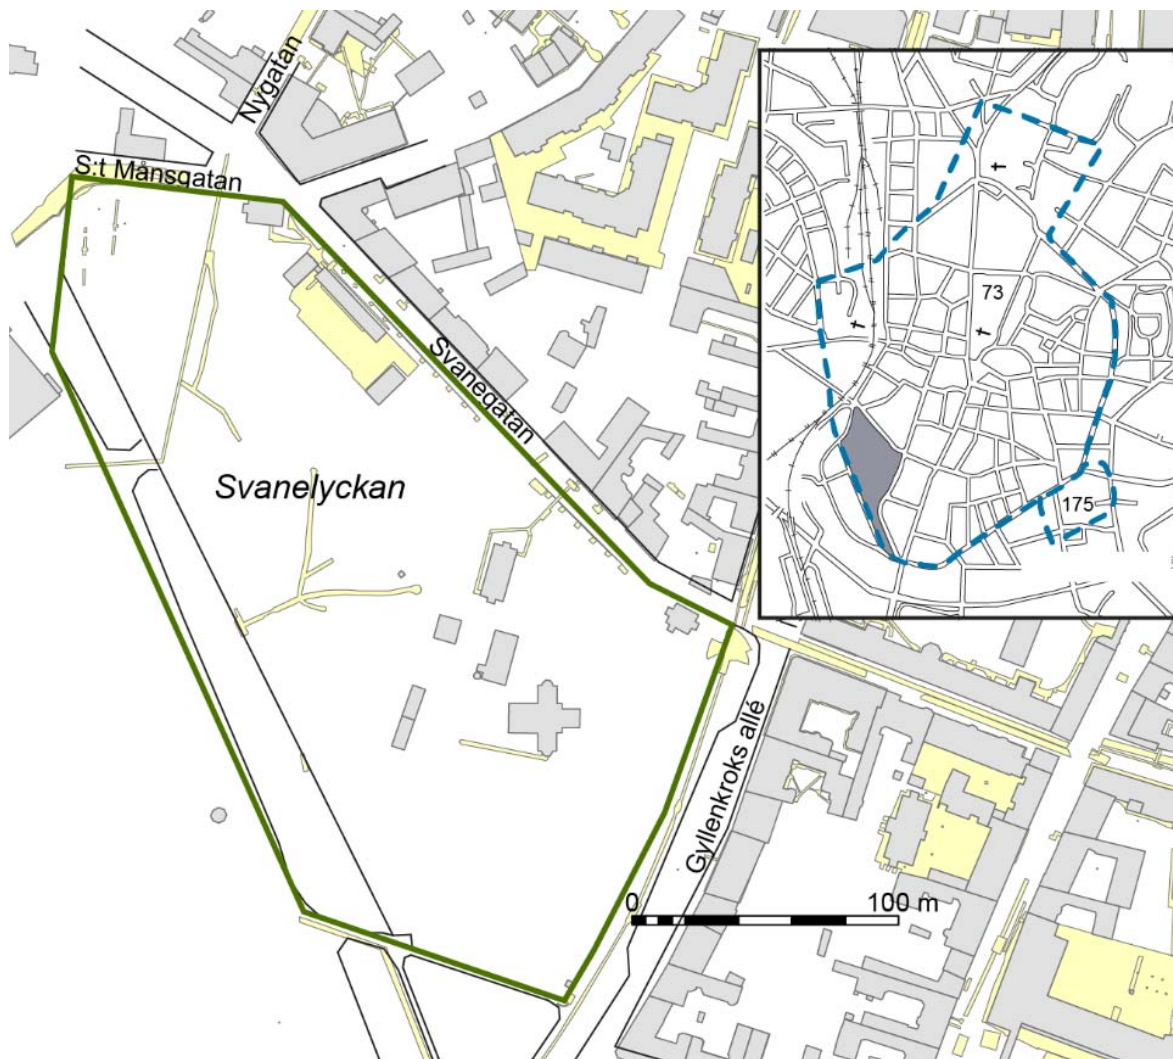 Nygatan
S:t Månsgatan
Svanegatan
Svanelyckan
Gyllenkroks allé
0 100 m
73
175